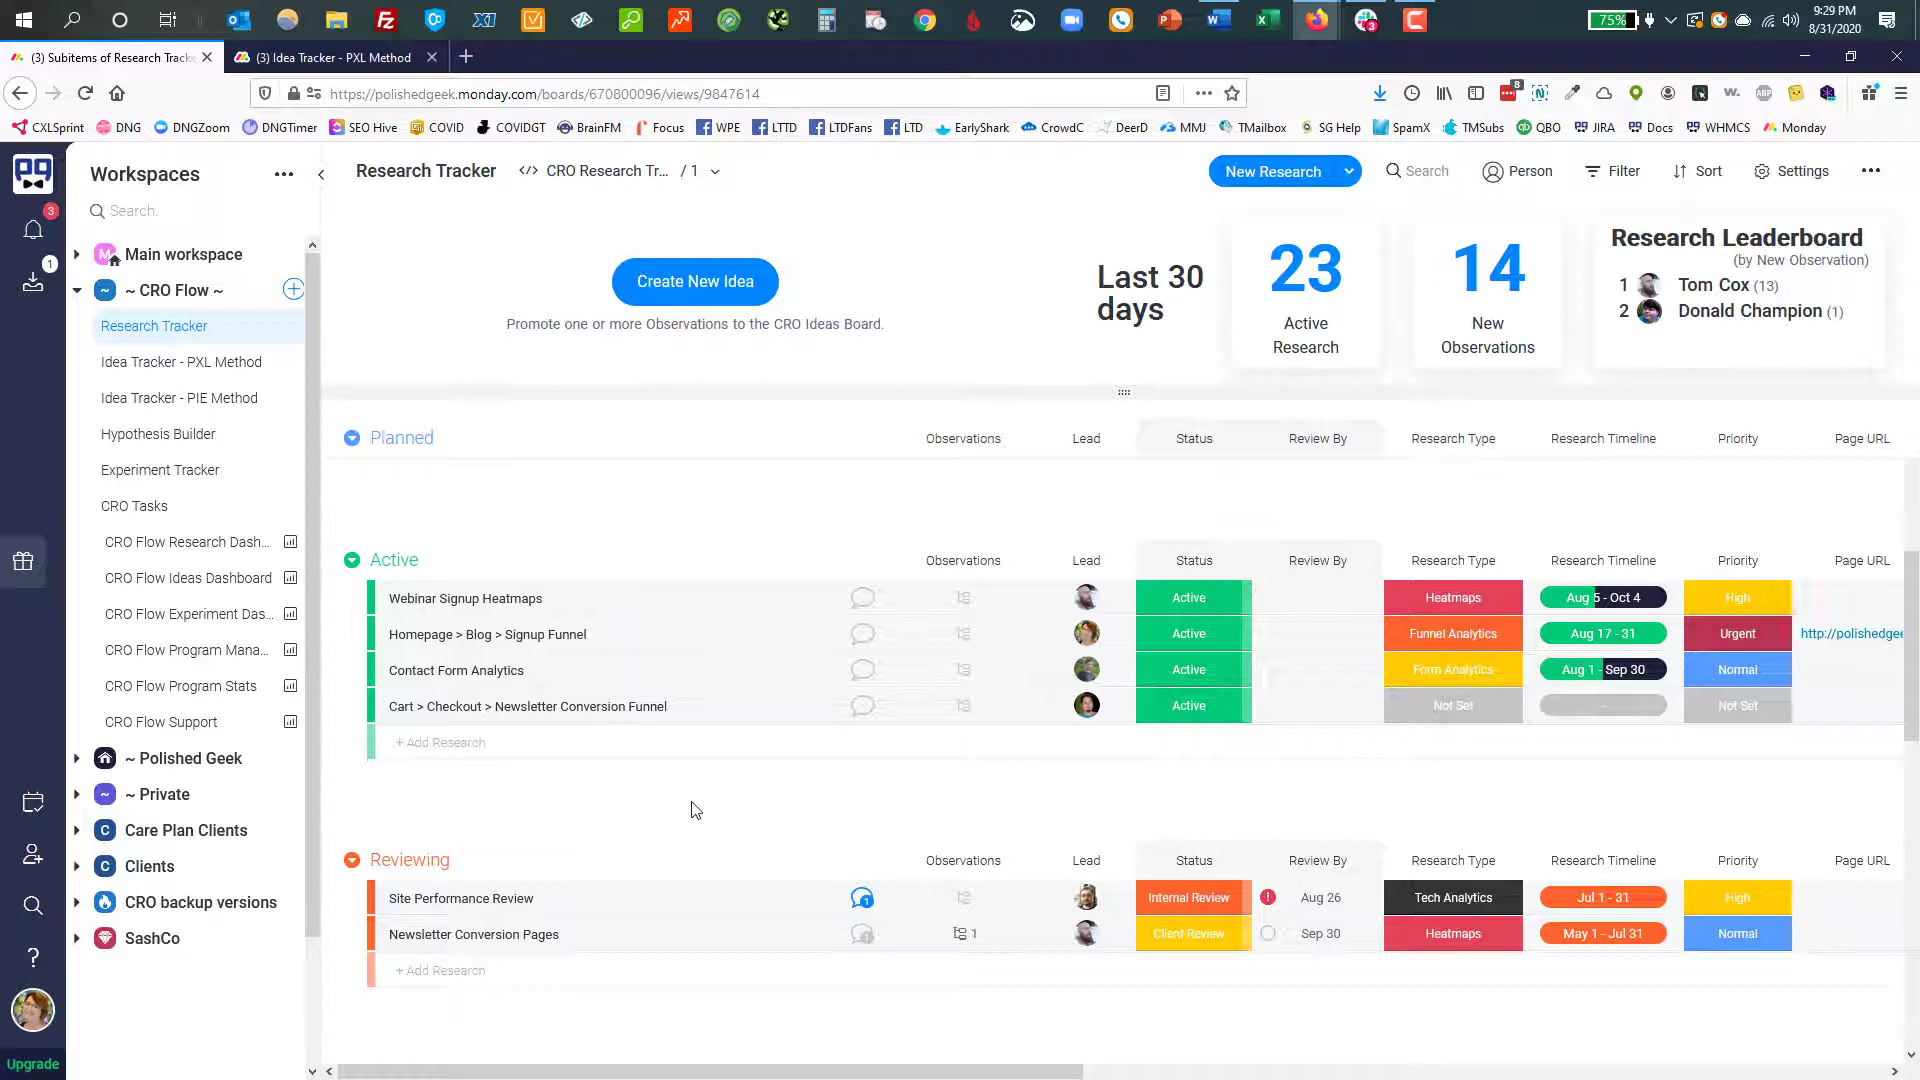 75%
9:29 PM
8/31/2020
(3) Subitems of Research Tracke
(3) Idea Tracker - PXL Method
https://polishedgeek.monday.com/boards/670800096/views/9847614
8
CXLSprint DNG DNGZoom DNGTimer SEO Hive COVID COVIDGT BrainFM Focus WPE LTTD LTDFans LTD EarlyShark CrowdC DeerD MMJ TMailbox SG Help SpamX TMSubs QBO JIRA Docs WHMCS Monday
Workspaces
Search.
3
1
Main workspace
~ CRO Flow ~
Research Tracker
Idea Tracker - PXL Method
Idea Tracker - PIE Method
Hypothesis Builder
Experiment Tracker
CRO Tasks
CRO Flow Research Dash...
CRO Flow Ideas Dashboard
CRO Flow Experiment Das...
CRO Flow Program Mana...
CRO Flow Program Stats
CRO Flow Support
~ Polished Geek
~ Private
Care Plan Clients
Clients
CRO backup versions
SashCo
Upgrade
Research Tracker </> CRO Research Tr... / 1
New Research Search Person Filter Sort Settings
Create New Idea
Promote one or more Observations to the CRO Ideas Board.
Last 30
days
23
Active
Research
14
New
Observations
Research Leaderboard
(by New Observation)
1 Tom Cox (13)
2 Donald Champion (1)
Planned Observations Lead Status Review By Research Type Research Timeline Priority Page URL
Active Observations Lead Status Review By Research Type Research Timeline Priority Page URL
Webinar Signup Heatmaps Active Heatmaps Aug 5 - Oct 4 High
Homepage > Blog > Signup Funnel Active Funnel Analytics Aug 17 - 31 Urgent http://polishedgee
Contact Form Analytics Active Form Analytics Aug 1 - Sep 30 Normal
Cart > Checkout > Newsletter Conversion Funnel Active Not Set - Not Set
+ Add Research
Reviewing Observations Lead Status Review By Research Type Research Timeline Priority Page URL
Site Performance Review 1 Internal Review Aug 26 Tech Analytics Jul 1 - 31 High
Newsletter Conversion Pages 1 1 Client Review Sep 30 Heatmaps May 1 - Jul 31 Normal
+ Add Research